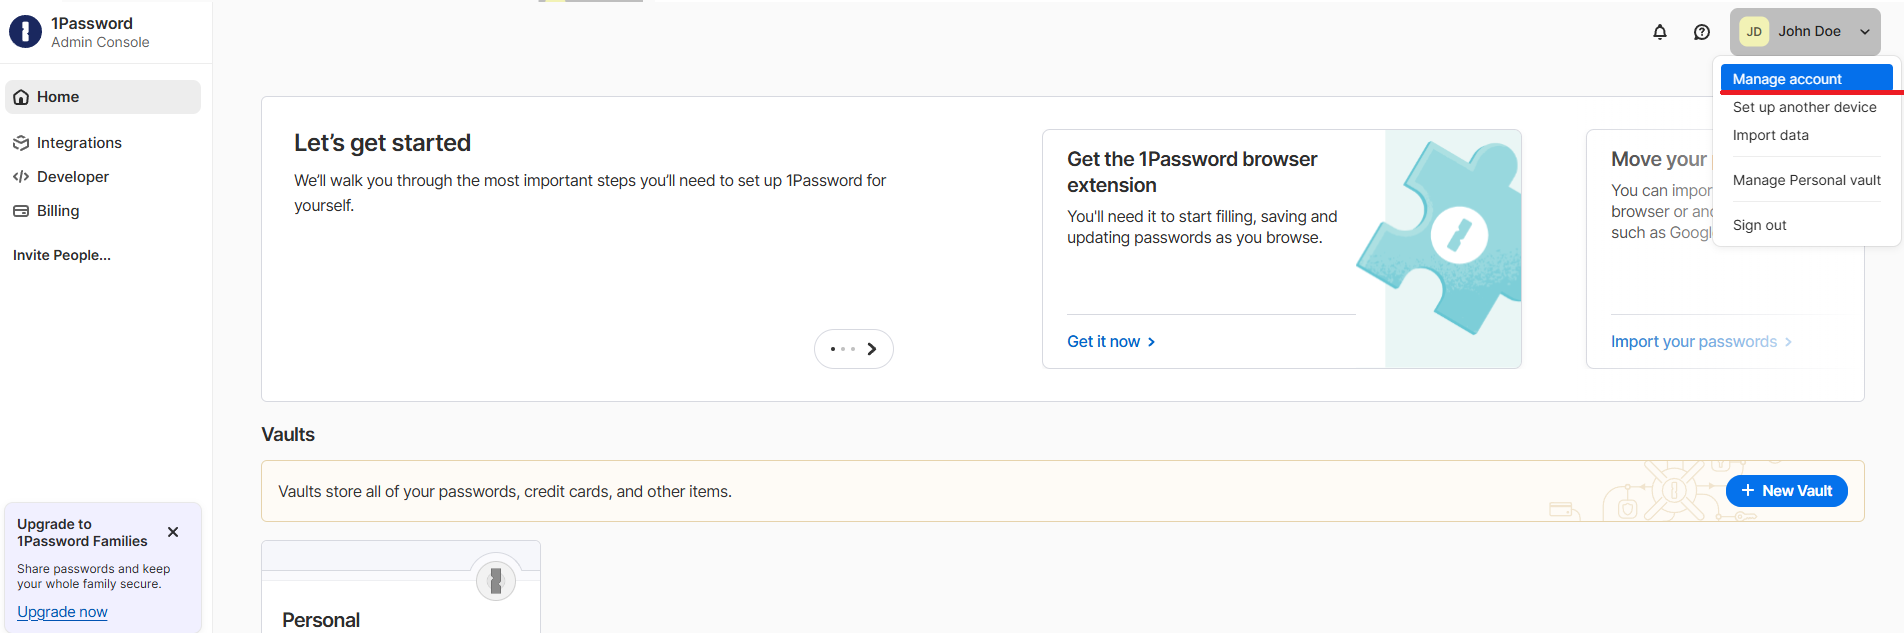 1Password
Admin Console
Home
Integrations
Developer
Billing
Invite People...
Upgrade to
1Password Families
Share passwords and keep
your whole family secure.
Upgrade now
JD John Doe
Manage account
Set up another device
Import data
Manage Personal vault
Sign out
Let’s get started
We’ll walk you through the most important steps you’ll need to set up 1Password for
yourself.
Get the 1Password browser
extension
You'll need it to start filling, saving and
updating passwords as you browse.
Get it now
Move your
You can impor
browser or
such as Googl
Import your passwords
Vaults
Vaults store all of your passwords, credit cards, and other items.
+ New Vault
Personal